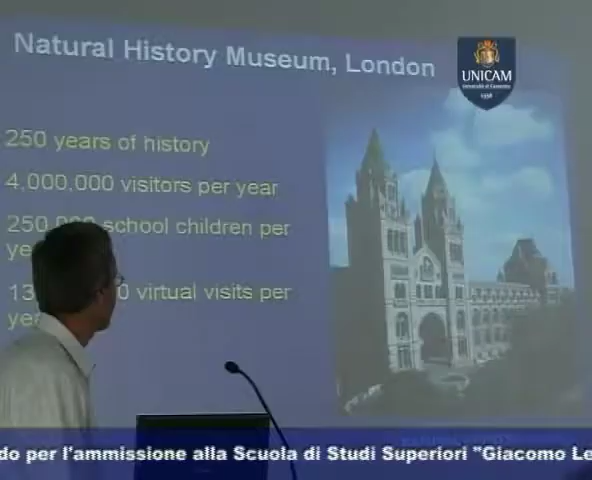 Natural History Museum, London
UNICAM
1336
250 years of history
4,000,000 visitors per year
school children per
virtual visits per
do per l'ammissione alla Scuola di Studi Superiori "Giacomo Le